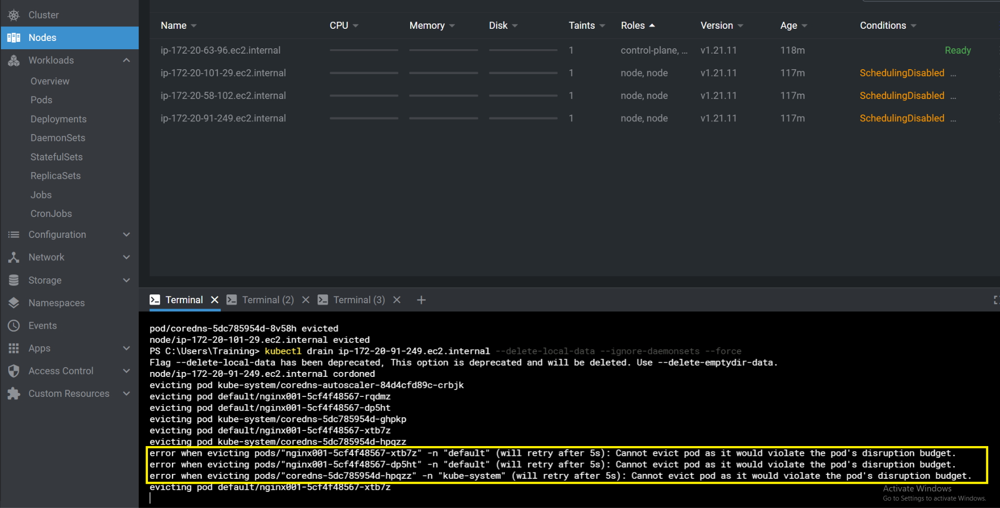 Cluster
Nodes
Workloads
Overview
Pods
Deployments
DaemonSets
StatefulSets
ReplicaSets
Jobs
CronJobs
Configuration
Network
Storage
Namespaces
Events
Apps
Access Control
Custom Resources
Name CPU Memory Disk Taints Roles Version Age Conditions
ip-172-20-63-96.ec2.internal 1 control-plane, ... v1.21.11 118m Ready
ip-172-20-101-29.ec2.internal 1 node, node v1.21.11 117m SchedulingDisabled ...
ip-172-20-58-102.ec2.internal 1 node, node v1.21.11 117m SchedulingDisabled ...
ip-172-20-91-249.ec2.internal 1 node, node v1.21.11 117m SchedulingDisabled ...
Terminal Terminal (2) Terminal (3)
pod/coredns-5dc785954d-8v58h evicted
node/ip-172-20-101-29.ec2.internal evicted
PS C:\Users\Training> kubectl drain ip-172-20-91-249.ec2.internal --delete-local-data --ignore-daemonsets --force
Flag --delete-local-data has been deprecated, This option is deprecated and will be deleted. Use --delete-emptydir-data.
node/ip-172-20-91-249.ec2.internal cordoned
evicting pod kube-system/coredns-autoscaler-84d4cfd89c-crbjk
evicting pod default/nginx001-5cf4f48567-rqdmz
evicting pod default/nginx001-5cf4f48567-dp5ht
evicting pod kube-system/coredns-5dc785954d-ghpkp
evicting pod default/nginx001-5cf4f48567-xtb7z
evicting pod kube-system/coredns-5dc785954d-hpqzz
error when evicting pods/"nginx001-5cf4f48567-xtb7z" -n "default" (will retry after 5s): Cannot evict pod as it would violate the pod's disruption budget.
error when evicting pods/"nginx001-5cf4f48567-dp5ht" -n "default" (will retry after 5s): Cannot evict pod as it would violate the pod's disruption budget.
error when evicting pods/"coredns-5dc785954d-hpqzz" -n "kube-system" (will retry after 5s): Cannot evict pod as it would violate the pod's disruption budget.
evicting pod default/nginx001-5cf4f48567-xtb7z
Activate Windows
Go to Settings to activate Windows.